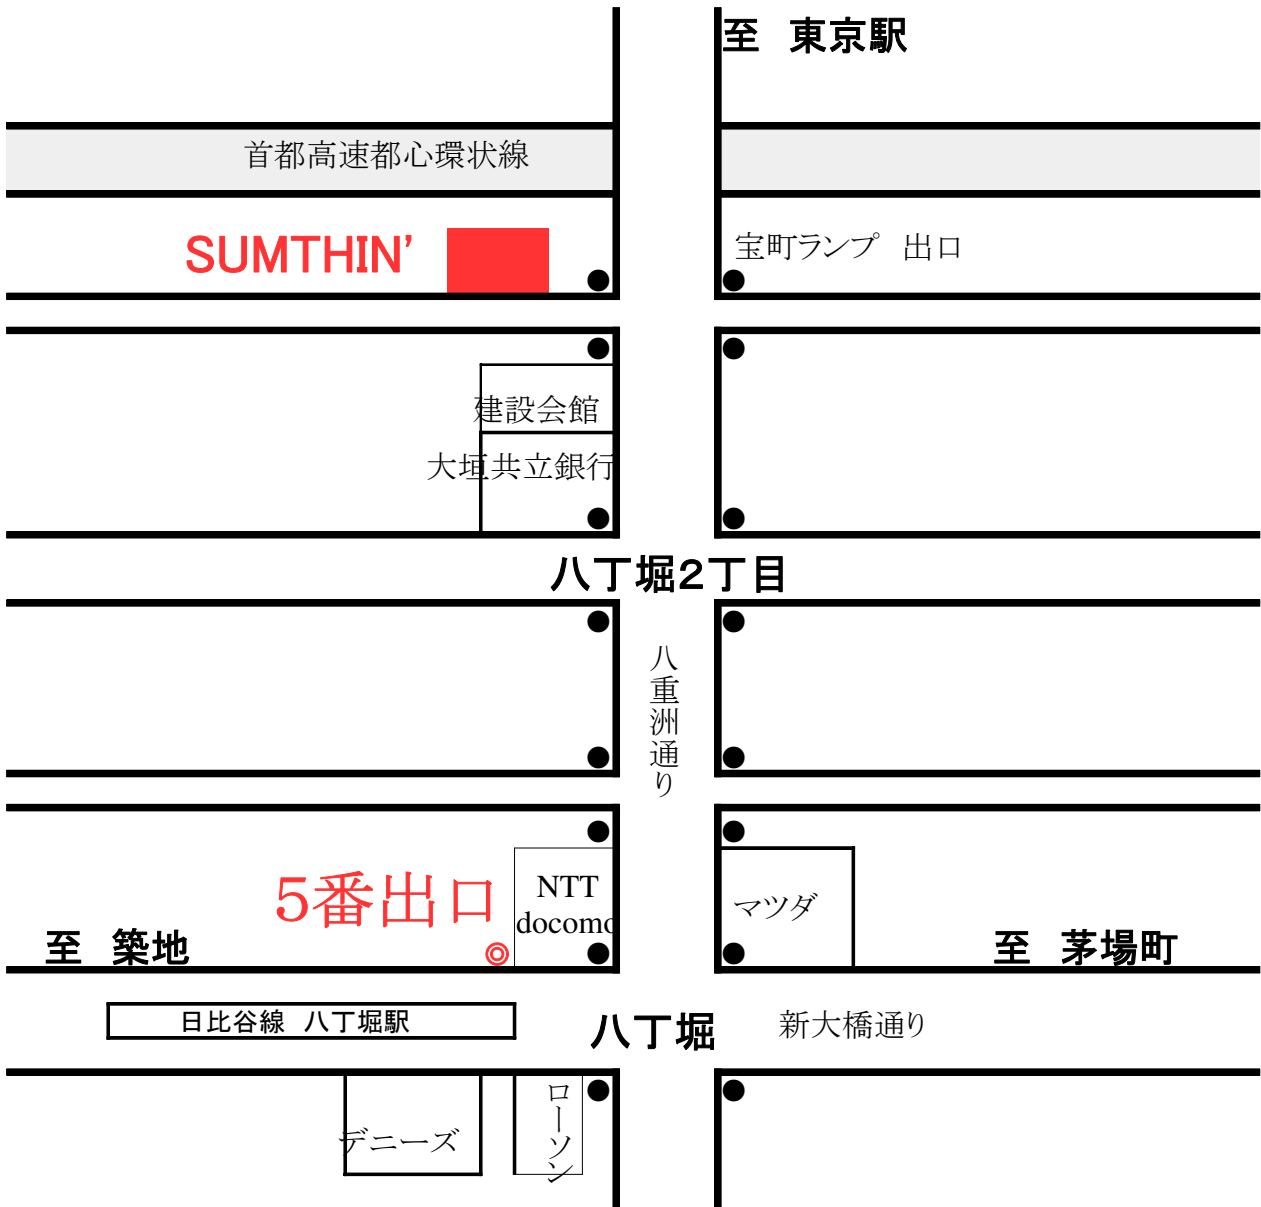 至 東京駅
首都高速都心環状線
SUMTHIN’
宝町ランプ 出口
建設会館
大垣共立銀行
八丁堀2丁目
八重洲通り
5番出口
NTT
docomo
マツダ
至 築地
至 茅場町
日比谷線 八丁堀駅
八丁堀
新大橋通り
デニーズ
ローソン